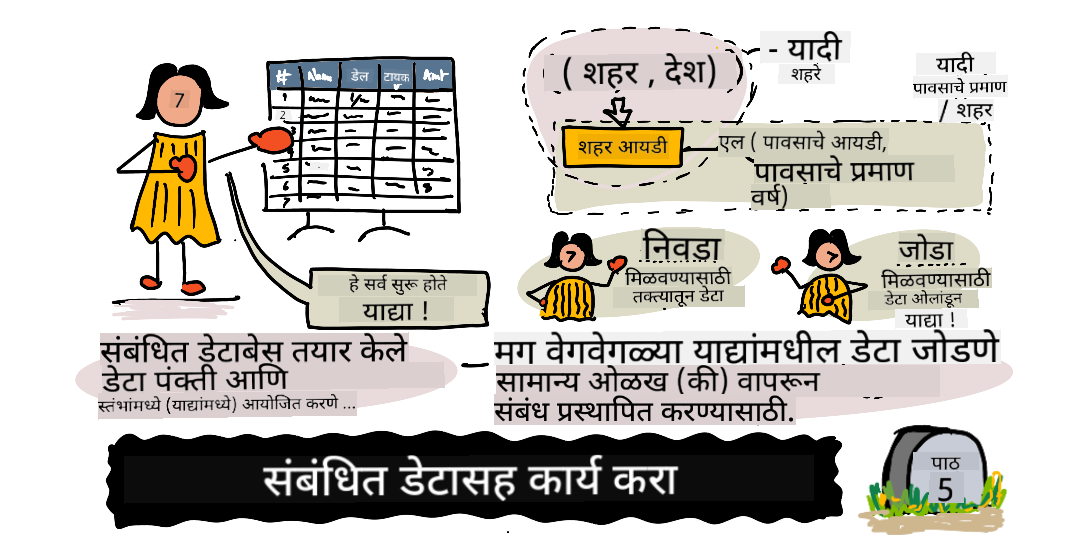 7
# Nam डेल टायक Amt
1
2
3
4
5
6
7
हे सर्व सुरू होते
याद्या !
( शहर , देश)
- यादी
शहरे
यादी
पावसाचे प्रमाण
/ शहर
शहर आयडी
एल ( पावसाचे आयडी,
पावसाचे प्रमाण
वर्ष)
7
निवडा
मिळवण्यासाठी
तक्त्यातून डेटा
7
जोडा
मिळवण्यासाठी
डेटा ओलांडून
याद्या !
संबंधित डेटाबेस तयार केले
डेटा पंक्ती आणि
स्तंभांमध्ये (याद्यांमध्ये) आयोजित करणे ...
मग वेगवेगळ्या याद्यांमधील डेटा जोडणे
सामान्य ओळख (की) वापरून
संबंध प्रस्थापित करण्यासाठी.
संबंधित डेटासह कार्य करा
पाठ
5